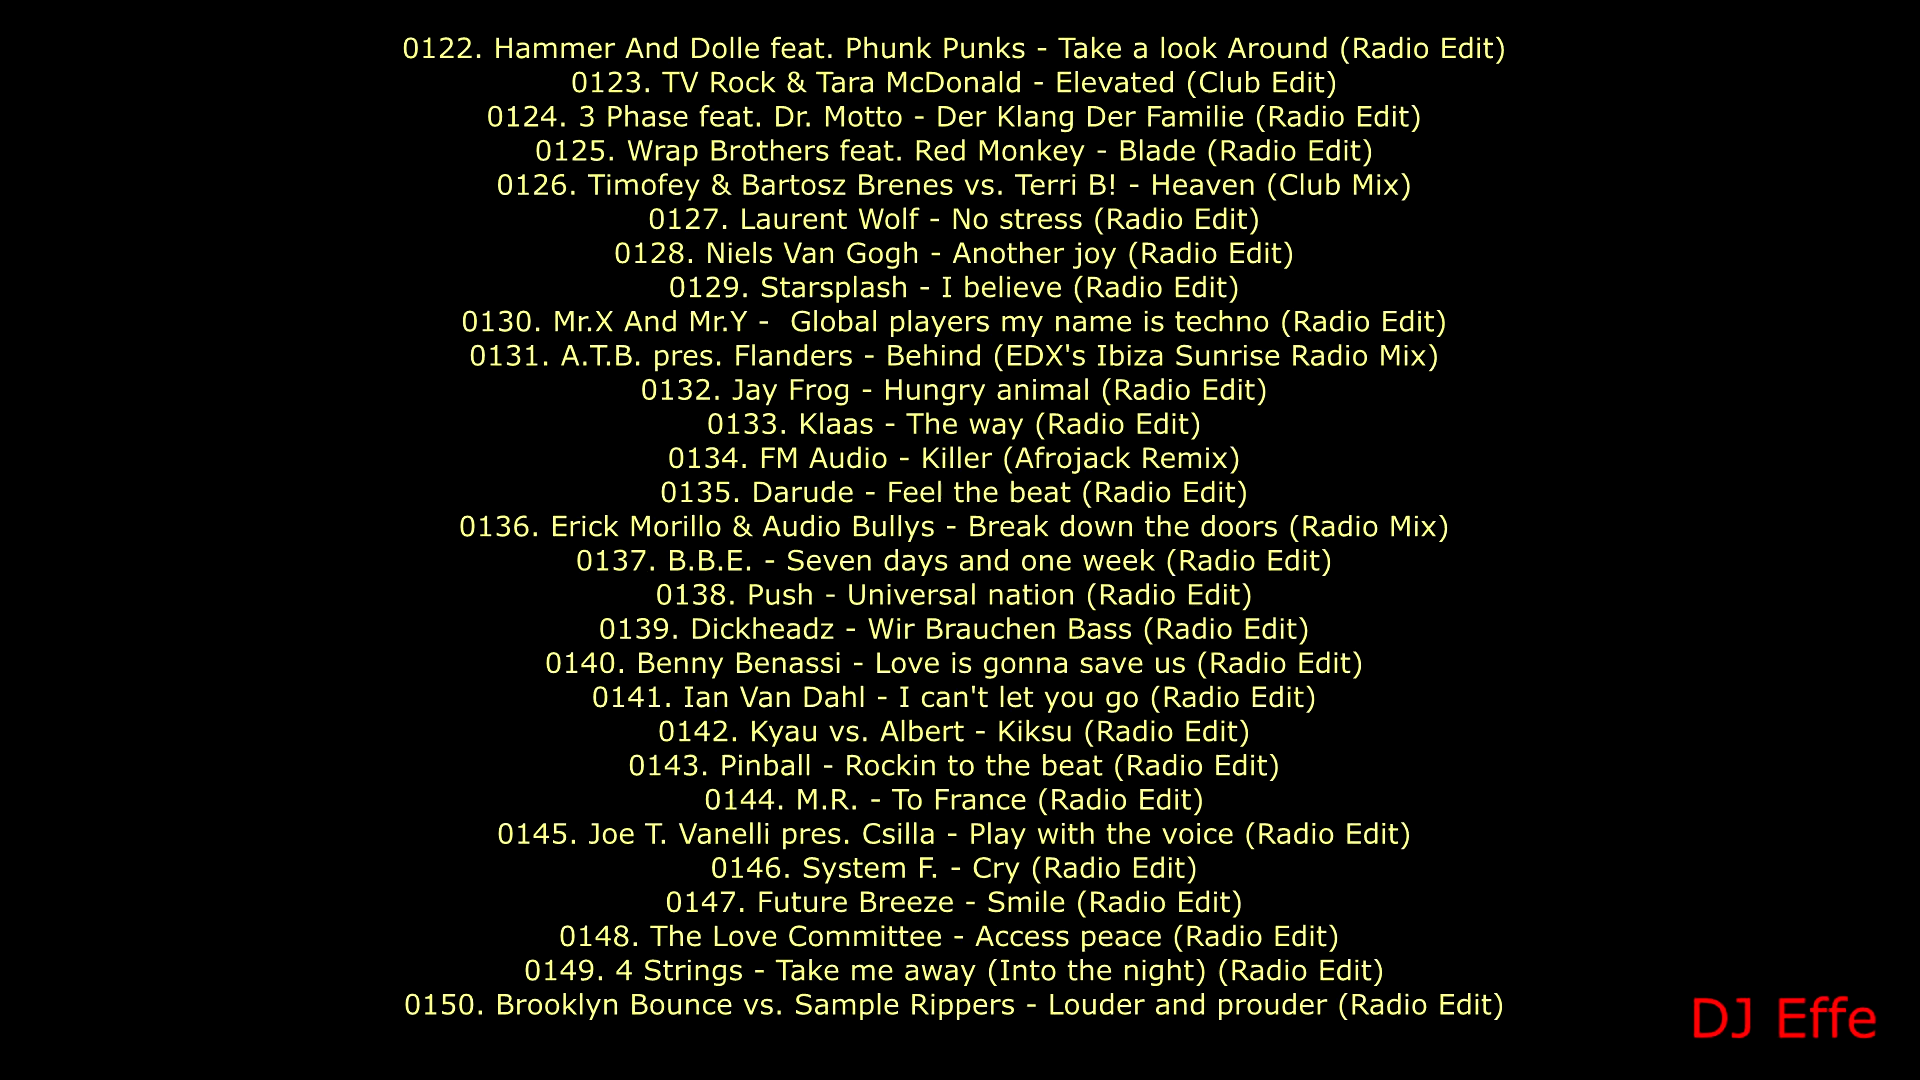 0122. Hammer And Dolle feat. Phunk Punks - Take a look Around (Radio Edit)
0123. TV Rock & Tara McDonald - Elevated (Club Edit)
0124. 3 Phase feat. Dr. Motto - Der Klang Der Familie (Radio Edit)
0125. Wrap Brothers feat. Red Monkey - Blade (Radio Edit)
0126. Timofey & Bartosz Brenes vs. Terri B! - Heaven (Club Mix)
0127. Laurent Wolf - No stress (Radio Edit)
0128. Niels Van Gogh - Another joy (Radio Edit)
0129. Starsplash - I believe (Radio Edit)
0130. Mr.X And Mr.Y -  Global players my name is techno (Radio Edit)
0131. A.T.B. pres. Flanders - Behind (EDX's Ibiza Sunrise Radio Mix)
0132. Jay Frog - Hungry animal (Radio Edit)
0133. Klaas - The way (Radio Edit)
0134. FM Audio - Killer (Afrojack Remix)
0135. Darude - Feel the beat (Radio Edit)
0136. Erick Morillo & Audio Bullys - Break down the doors (Radio Mix)
0137. B.B.E. - Seven days and one week (Radio Edit)
0138. Push - Universal nation (Radio Edit)
0139. Dickheadz - Wir Brauchen Bass (Radio Edit)
0140. Benny Benassi - Love is gonna save us (Radio Edit)
0141. Ian Van Dahl - I can't let you go (Radio Edit)
0142. Kyau vs. Albert - Kiksu (Radio Edit)
0143. Pinball - Rockin to the beat (Radio Edit)
0144. M.R. - To France (Radio Edit)
0145. Joe T. Vanelli pres. Csilla - Play with the voice (Radio Edit)
0146. System F. - Cry (Radio Edit)
0147. Future Breeze - Smile (Radio Edit)
0148. The Love Committee - Access peace (Radio Edit)
0149. 4 Strings - Take me away (Into the night) (Radio Edit)
0150. Brooklyn Bounce vs. Sample Rippers - Louder and prouder (Radio Edit)
DJ Effe